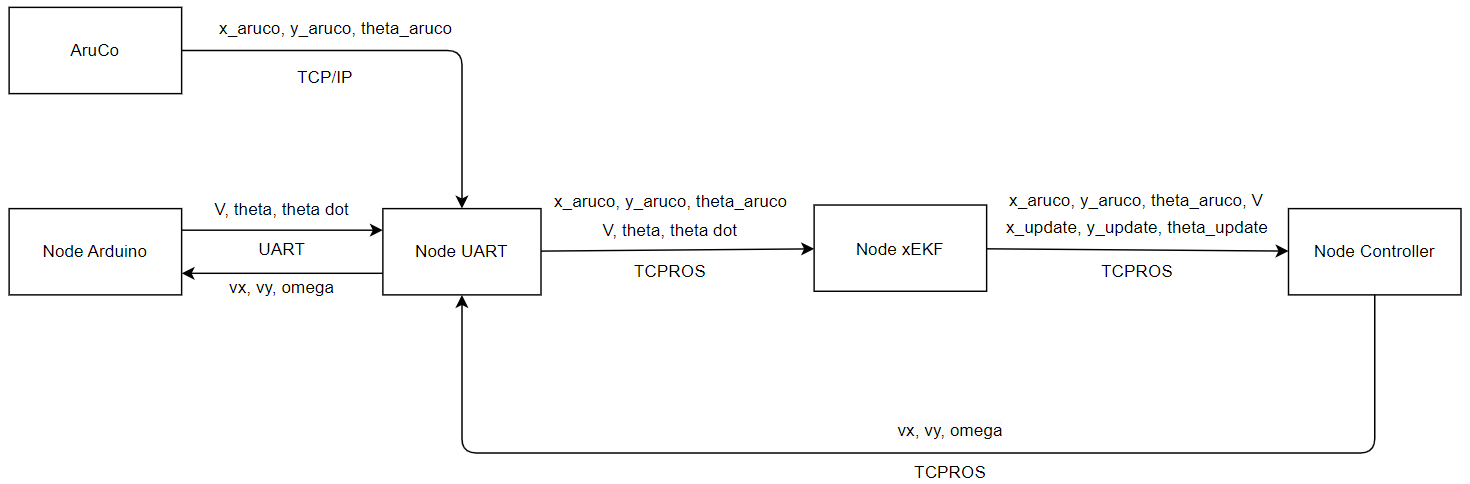 x_aruco, y_aruco, theta_aruco
AruCo
TCP/IP
V, theta, theta dot
Node Arduino
UART
vx, vy, omega
Node UART
x_aruco, y_aruco, theta_aruco
V, theta, theta dot
TCPROS
Node xEKF
x_aruco, y_aruco, theta_aruco, V
x_update, y_update, theta_update
TCPROS
Node Controller
vx, vy, omega
TCPROS